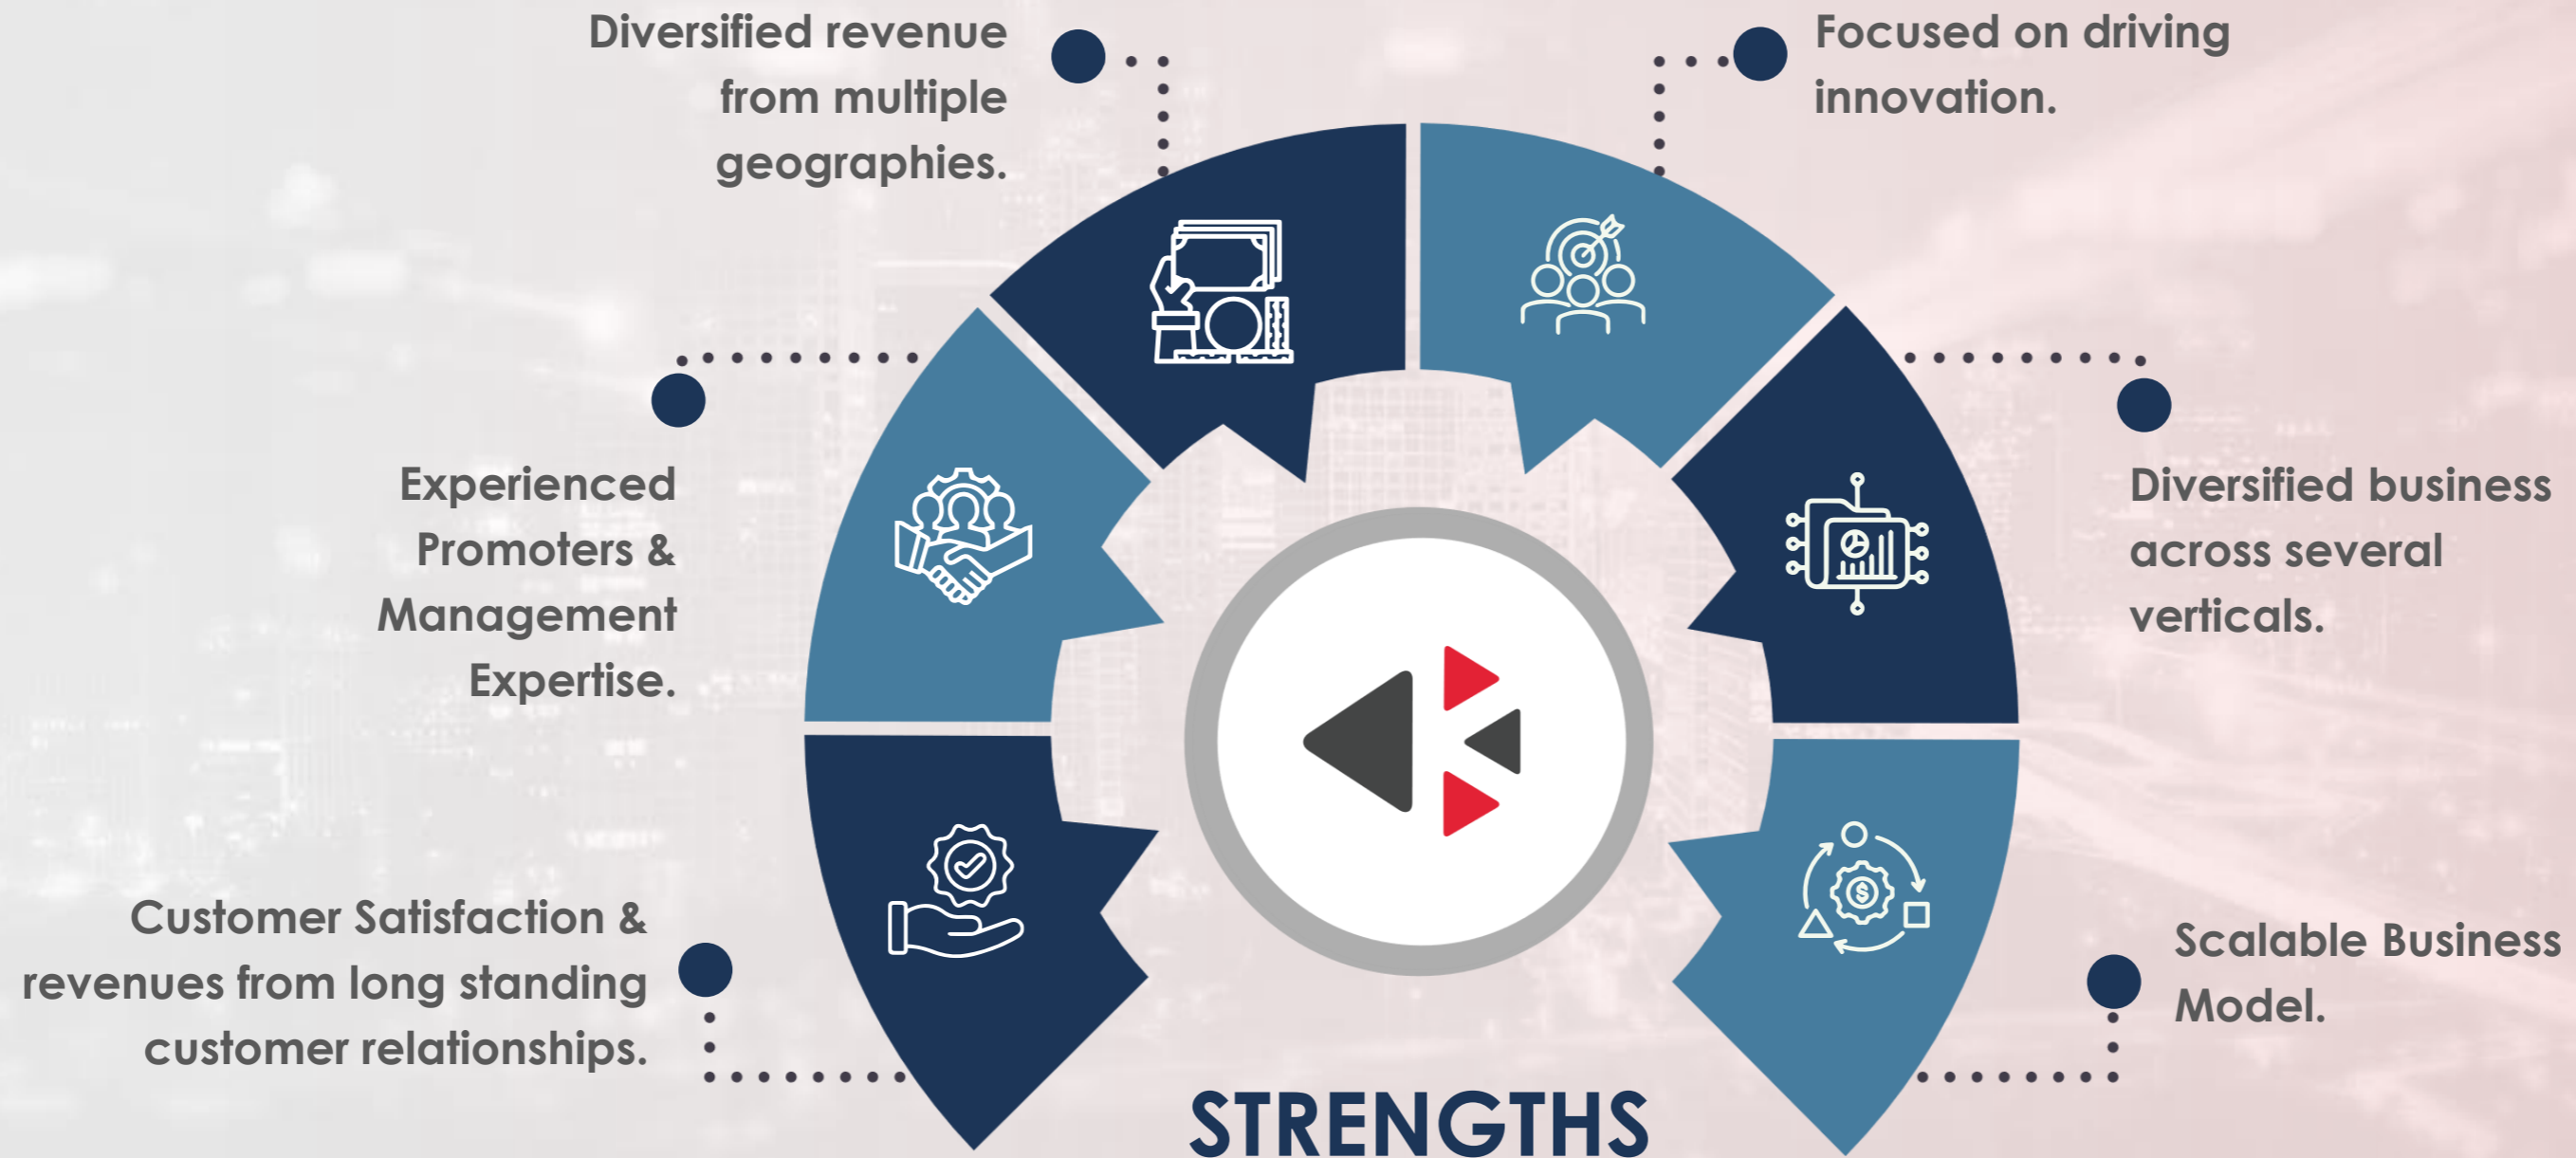 Diversified revenue
from multiple
geographies.
Focused on driving
innovation.
Experienced
Promoters &
Management
Expertise.
Diversified business
across several
verticals.
Customer Satisfaction &
revenues from long standing
customer relationships.
Scalable Business
Model.
$
STRENGTHS